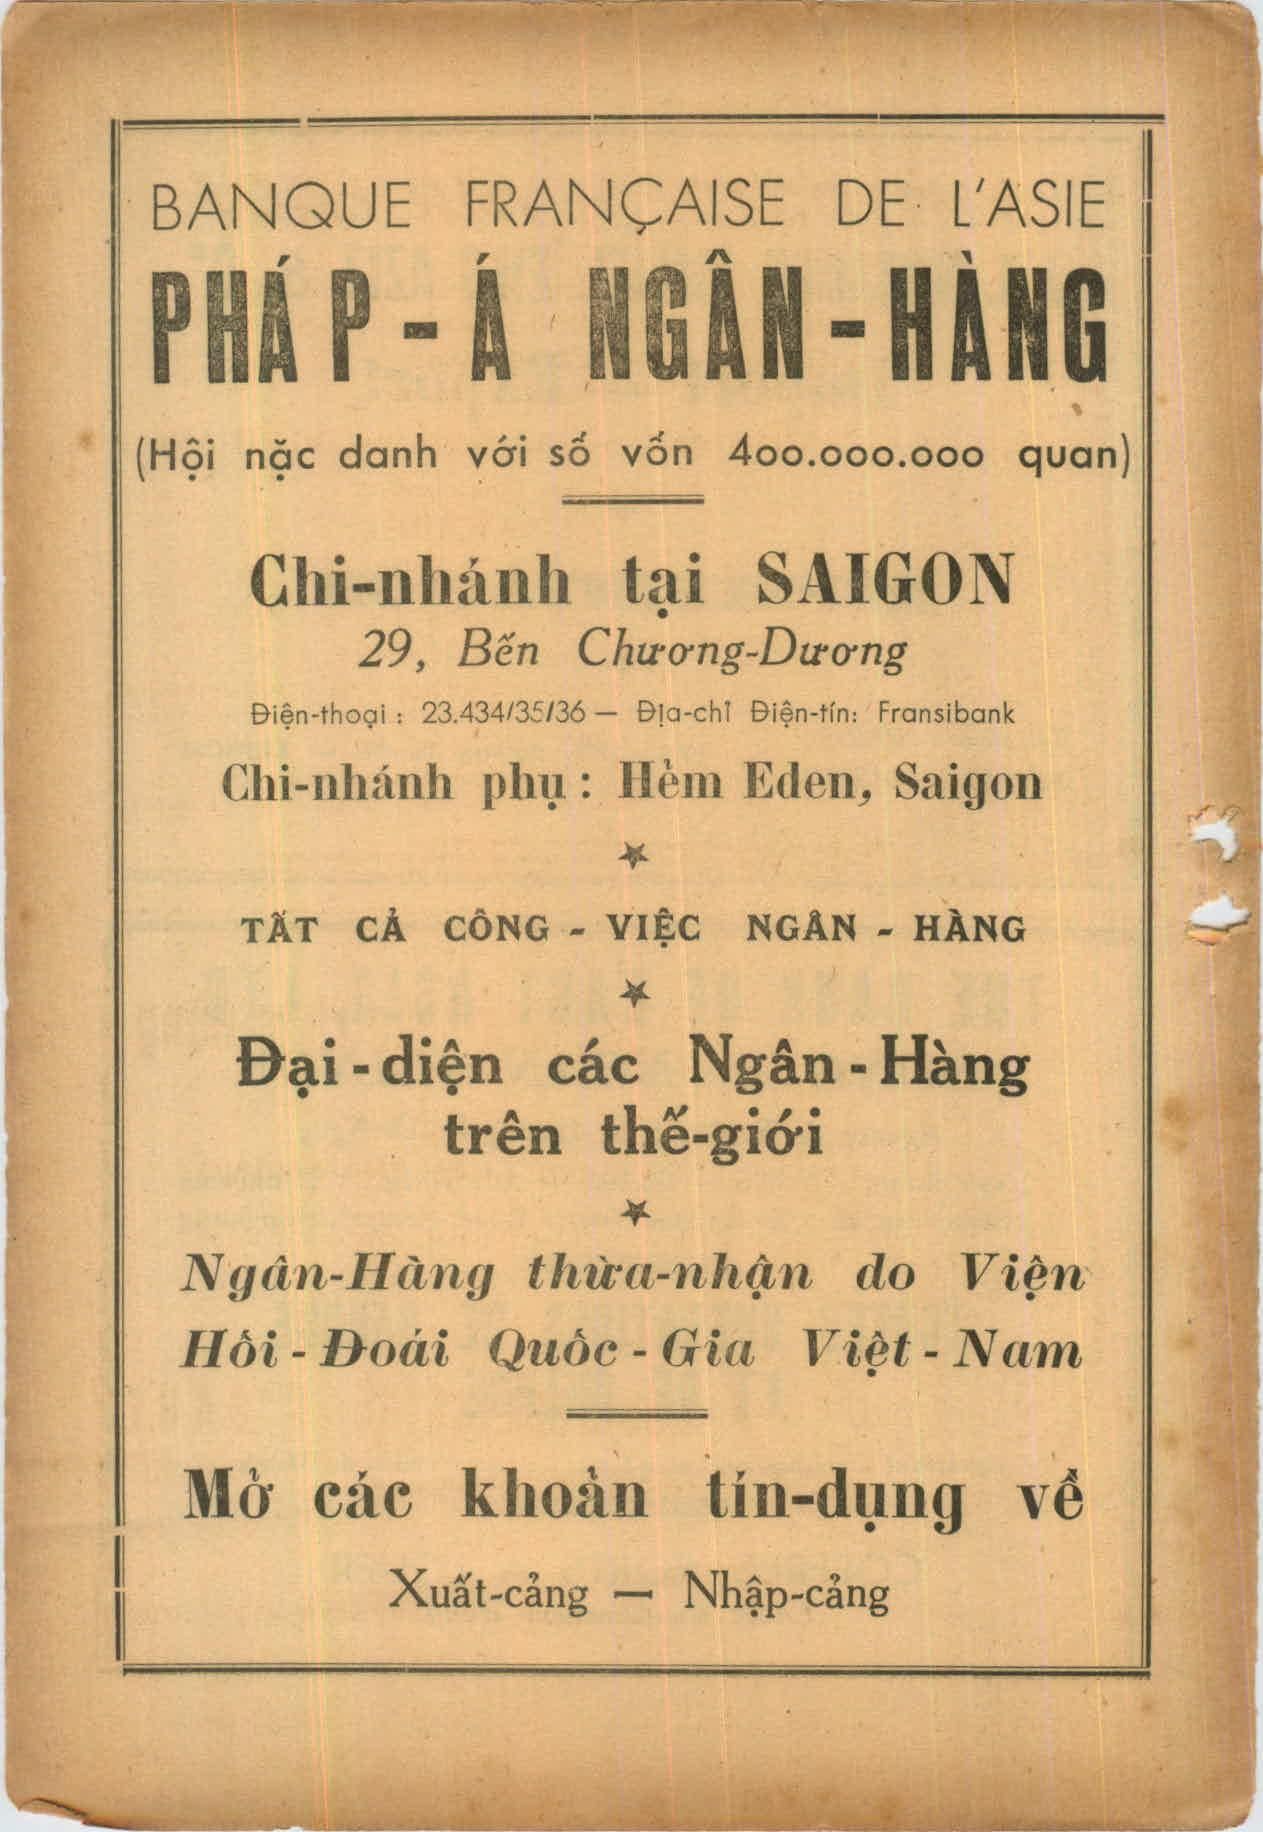 BANQUE FRANÇAISE DE L'ASIE
PHÁP - Á NGÂN - HÀNG
(Hội nặc danh với số vốn 400.000.000 quan)
Chi-nhánh tại SAIGON
29, Bến Chương-Dương
Điện-thoại : 23.434/35/36 — Địa-chỉ Điện-tín: Fransibank
Chi-nhánh phụ : Hẻm Eden, Saigon
TẤT CẢ CÔNG - VIỆC NGÂN - HÀNG
Đại - diện các Ngân - Hàng
trên thế-giới
Ngân-Hàng thừa-nhận do Viện
Hối - Đoái Quốc - Gia Việt - Nam
Mở các khoản tín-dụng về
Xuất-cảng — Nhập-cảng